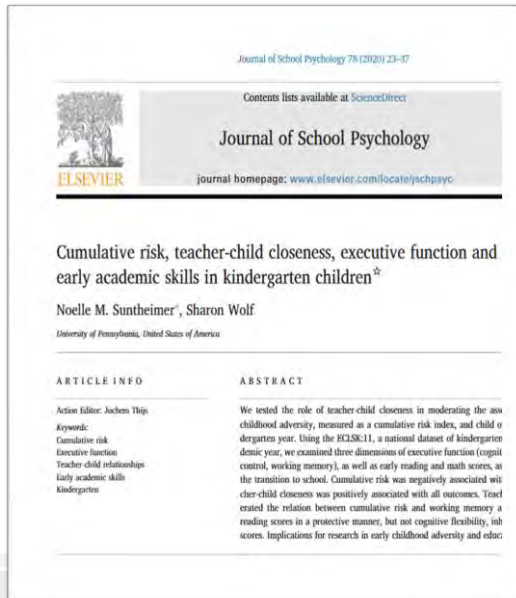 Journal of School Psychology 78 (2020) 23–37
Contents lists available at ScienceDirect
Journal of School Psychology
journal homepage: www.elsevier.com/locate/jschpsyc
ELSEVIER
Cumulative risk, teacher-child closeness, executive function and
early academic skills in kindergarten children☆
Noelle M. Suntheimer*, Sharon Wolf
University of Pennsylvania, United States of America
ARTICLE INFO
Action Editor: Jochem Thijs
Keywords:
Cumulative risk
Executive function
Teacher-child relationships
Early academic skills
Kindergarten
ABSTRACT
We tested the role of teacher-child closeness in moderating the asso
childhood adversity, measured as a cumulative risk index, and child o
dergarten year. Using the ECLSK:11, a national dataset of kindergarten
demic year, we examined three dimensions of executive function (cognit
control, working memory), as well as early reading and math scores, as
the transition to school. Cumulative risk was negatively associated wit
cher-child closeness was positively associated with all outcomes. Teach
erated the relation between cumulative risk and working memory a
reading scores in a protective manner, but not cognitive flexibility, inh
scores. Implications for research in early childhood adversity and educa